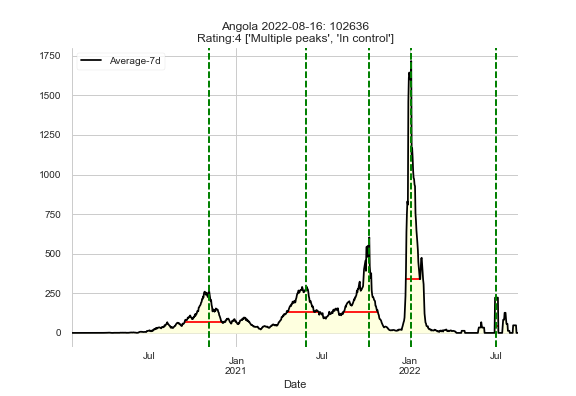 Angola 2022-08-16: 102636
Rating:4 ['Multiple peaks', 'In control']
Average-7d
1750
1500
1250
1000
750
500
250
0
Jul
Jan
2021
Jul
Jan
2022
Jul
Date